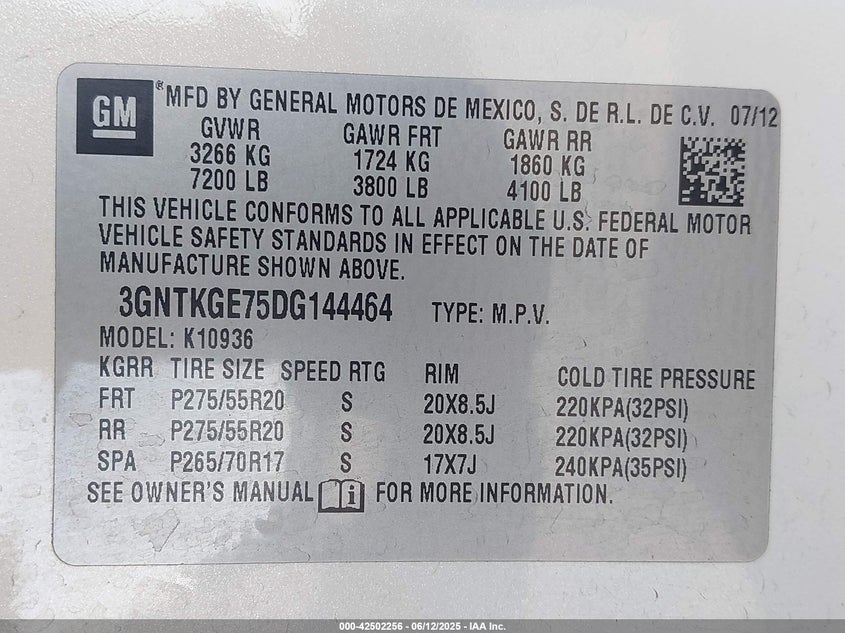 GM ® MFD BY GENERAL MOTORS DE MEXICO, S. DE R.L. DE C.V. 07/12
GVWR GAWR FRT GAWR RR
3266 KG 1724 KG 1860 KG
7200 LB 3800 LB 4100 LB
THIS VEHICLE CONFORMS TO ALL APPLICABLE U.S. FEDERAL MOTOR
VEHICLE SAFETY STANDARDS IN EFFECT ON THE DATE OF
MANUFACTURE SHOWN ABOVE.
3GNTKGE75DG144464 TYPE: M.P.V.
MODEL: K10936
KGRR TIRE SIZE SPEED RTG RIM COLD TIRE PRESSURE
FRT P275/55R20 S 20X8.5J 220KPA(32PSI)
RR P275/55R20 S 20X8.5J 220KPA(32PSI)
SPA P265/70R17 S 17X7J 240KPA(35PSI)
SEE OWNER'S MANUAL FOR MORE INFORMATION.
000-42502256 - 06/12/2025 - IAA Inc.